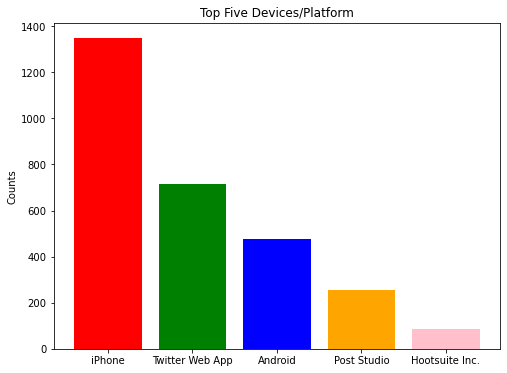 Top Five Devices/Platform
1400
1200
1000
800
600
400
200
0
Counts
iPhone
Twitter Web App
Android
Post Studio
Hootsuite Inc.